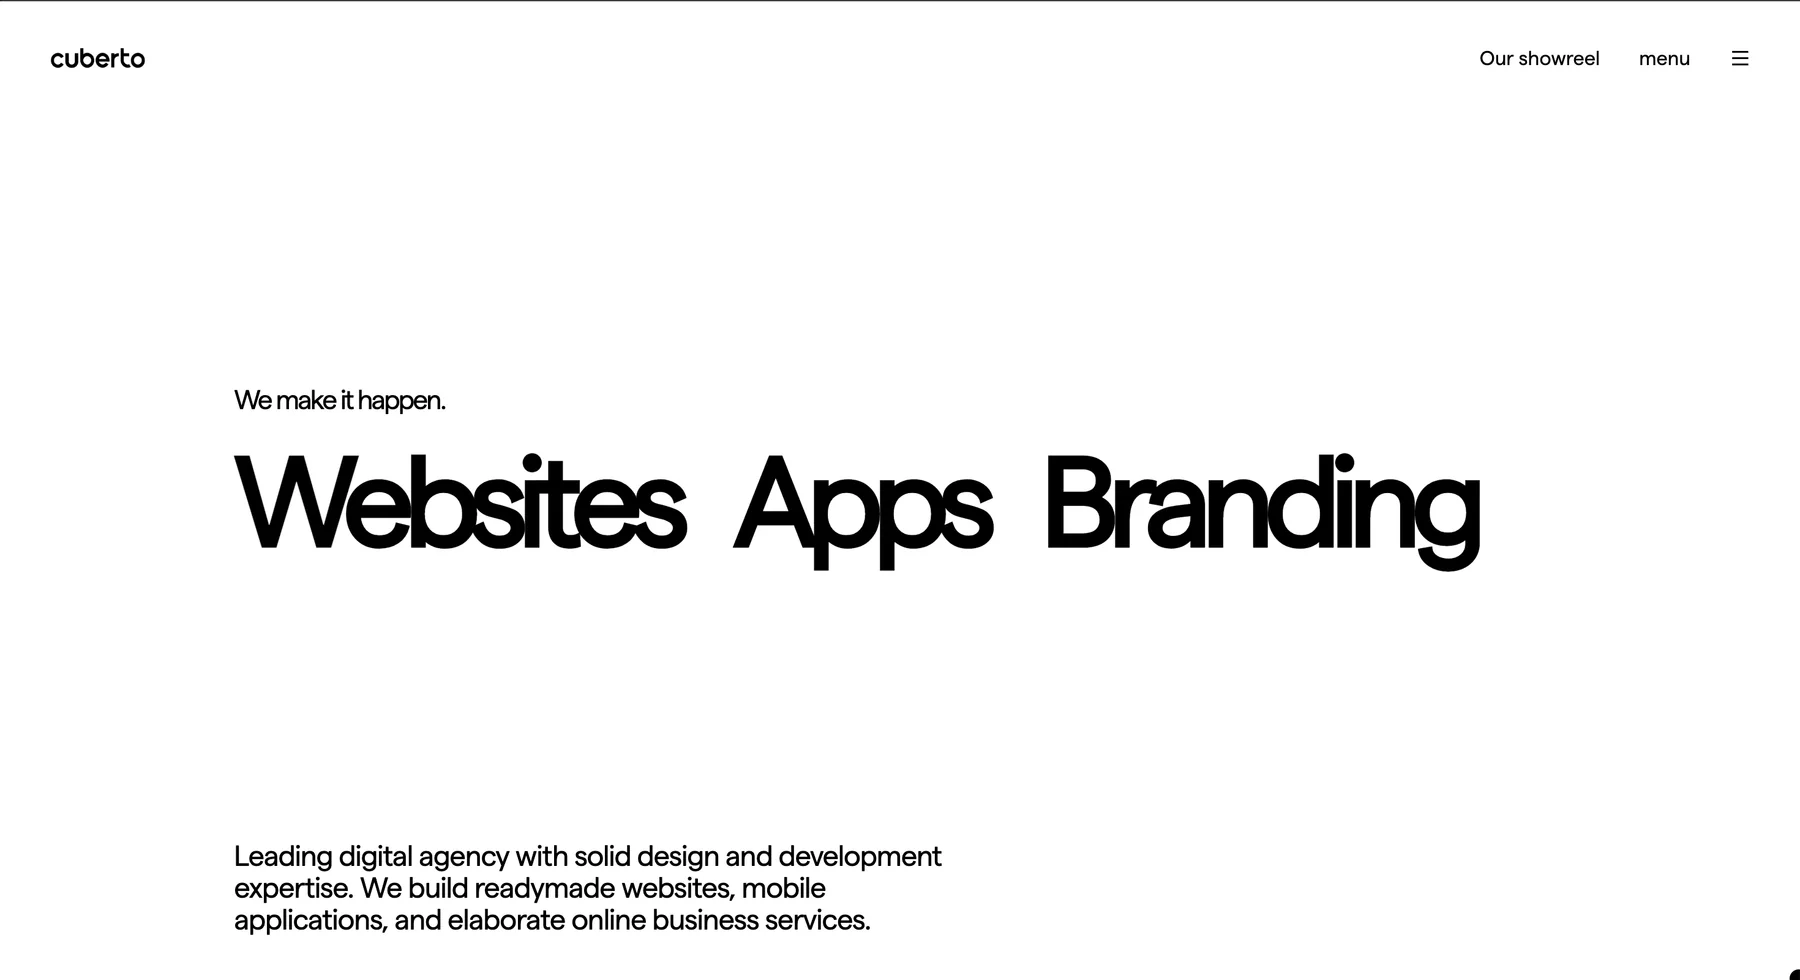 cuberto
Our showreel menu
We make it happen.
Websites Apps Branding
Leading digital agency with solid design and development
expertise. We build readymade websites, mobile
applications, and elaborate online business services.